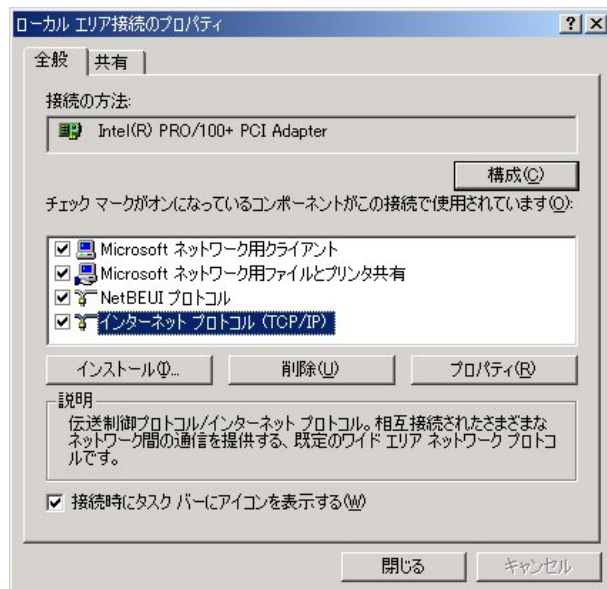 ローカル エリア接続のプロパティ
全般 共有
接続の方法:
Intel(R) PRO/100+ PCI Adapter
構成(C)
チェック マークがオンになっているコンポーネントがこの接続で使用されています(O):
Microsoft ネットワーク用クライアント
Microsoft ネットワーク用ファイルとプリンタ共有
NetBEUI プロトコル
インターネット プロトコル (TCP/IP)
インストール(I)... 削除(U) プロパティ(R)
説明
伝送制御プロトコル/インターネット プロトコル。相互接続されたさまざまな
ネットワーク間の通信を提供する、既定のワイド エリア ネットワーク プロトコ
ルです。
接続時にタスク バーにアイコンを表示する(W)
閉じる キャンセル